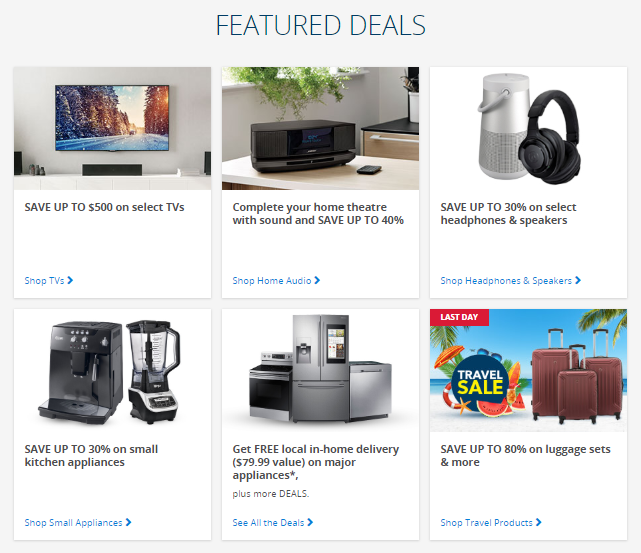 FEATURED DEALS
SAVE UP TO $500 on select TVs
Shop TVs
Complete your home theatre
with sound and SAVE UP TO 40%
Shop Home Audio
SAVE UP TO 30% on select
headphones & speakers
Shop Headphones & Speakers
SAVE UP TO 30% on small
kitchen appliances
Shop Small Appliances
Get FREE local in-home delivery
($79.99 value) on major
appliances*,
plus more DEALS.
See All the Deals
LAST DAY
TRAVEL
SALE
SAVE UP TO 80% on luggage sets
& more
Shop Travel Products